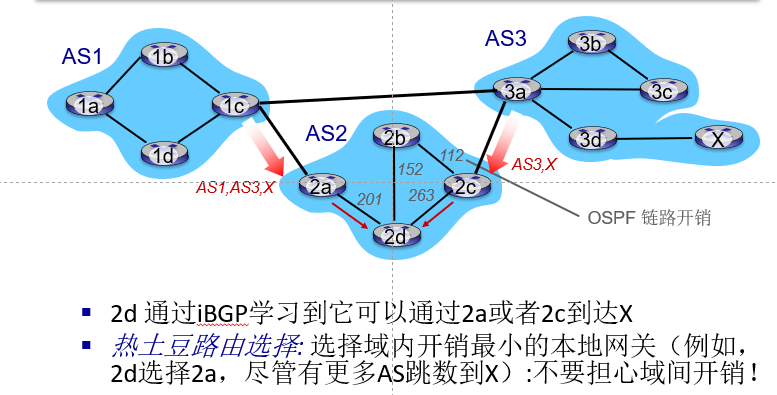 AS3
3b
AS1
1b
3a
3c
1a
1c
AS2
2b
3d
X
1d
112
AS3,X
152
AS1,AS3,X
2a
201
263
2c
OSPF 链路开销
2d
2d 通过iBGP学习到它可以通过2a或者2c到达X
热土豆路由选择: 选择域内开销最小的本地网关（例如，
2d选择2a，尽管有更多AS跳数到X）:不要担心域间开销！